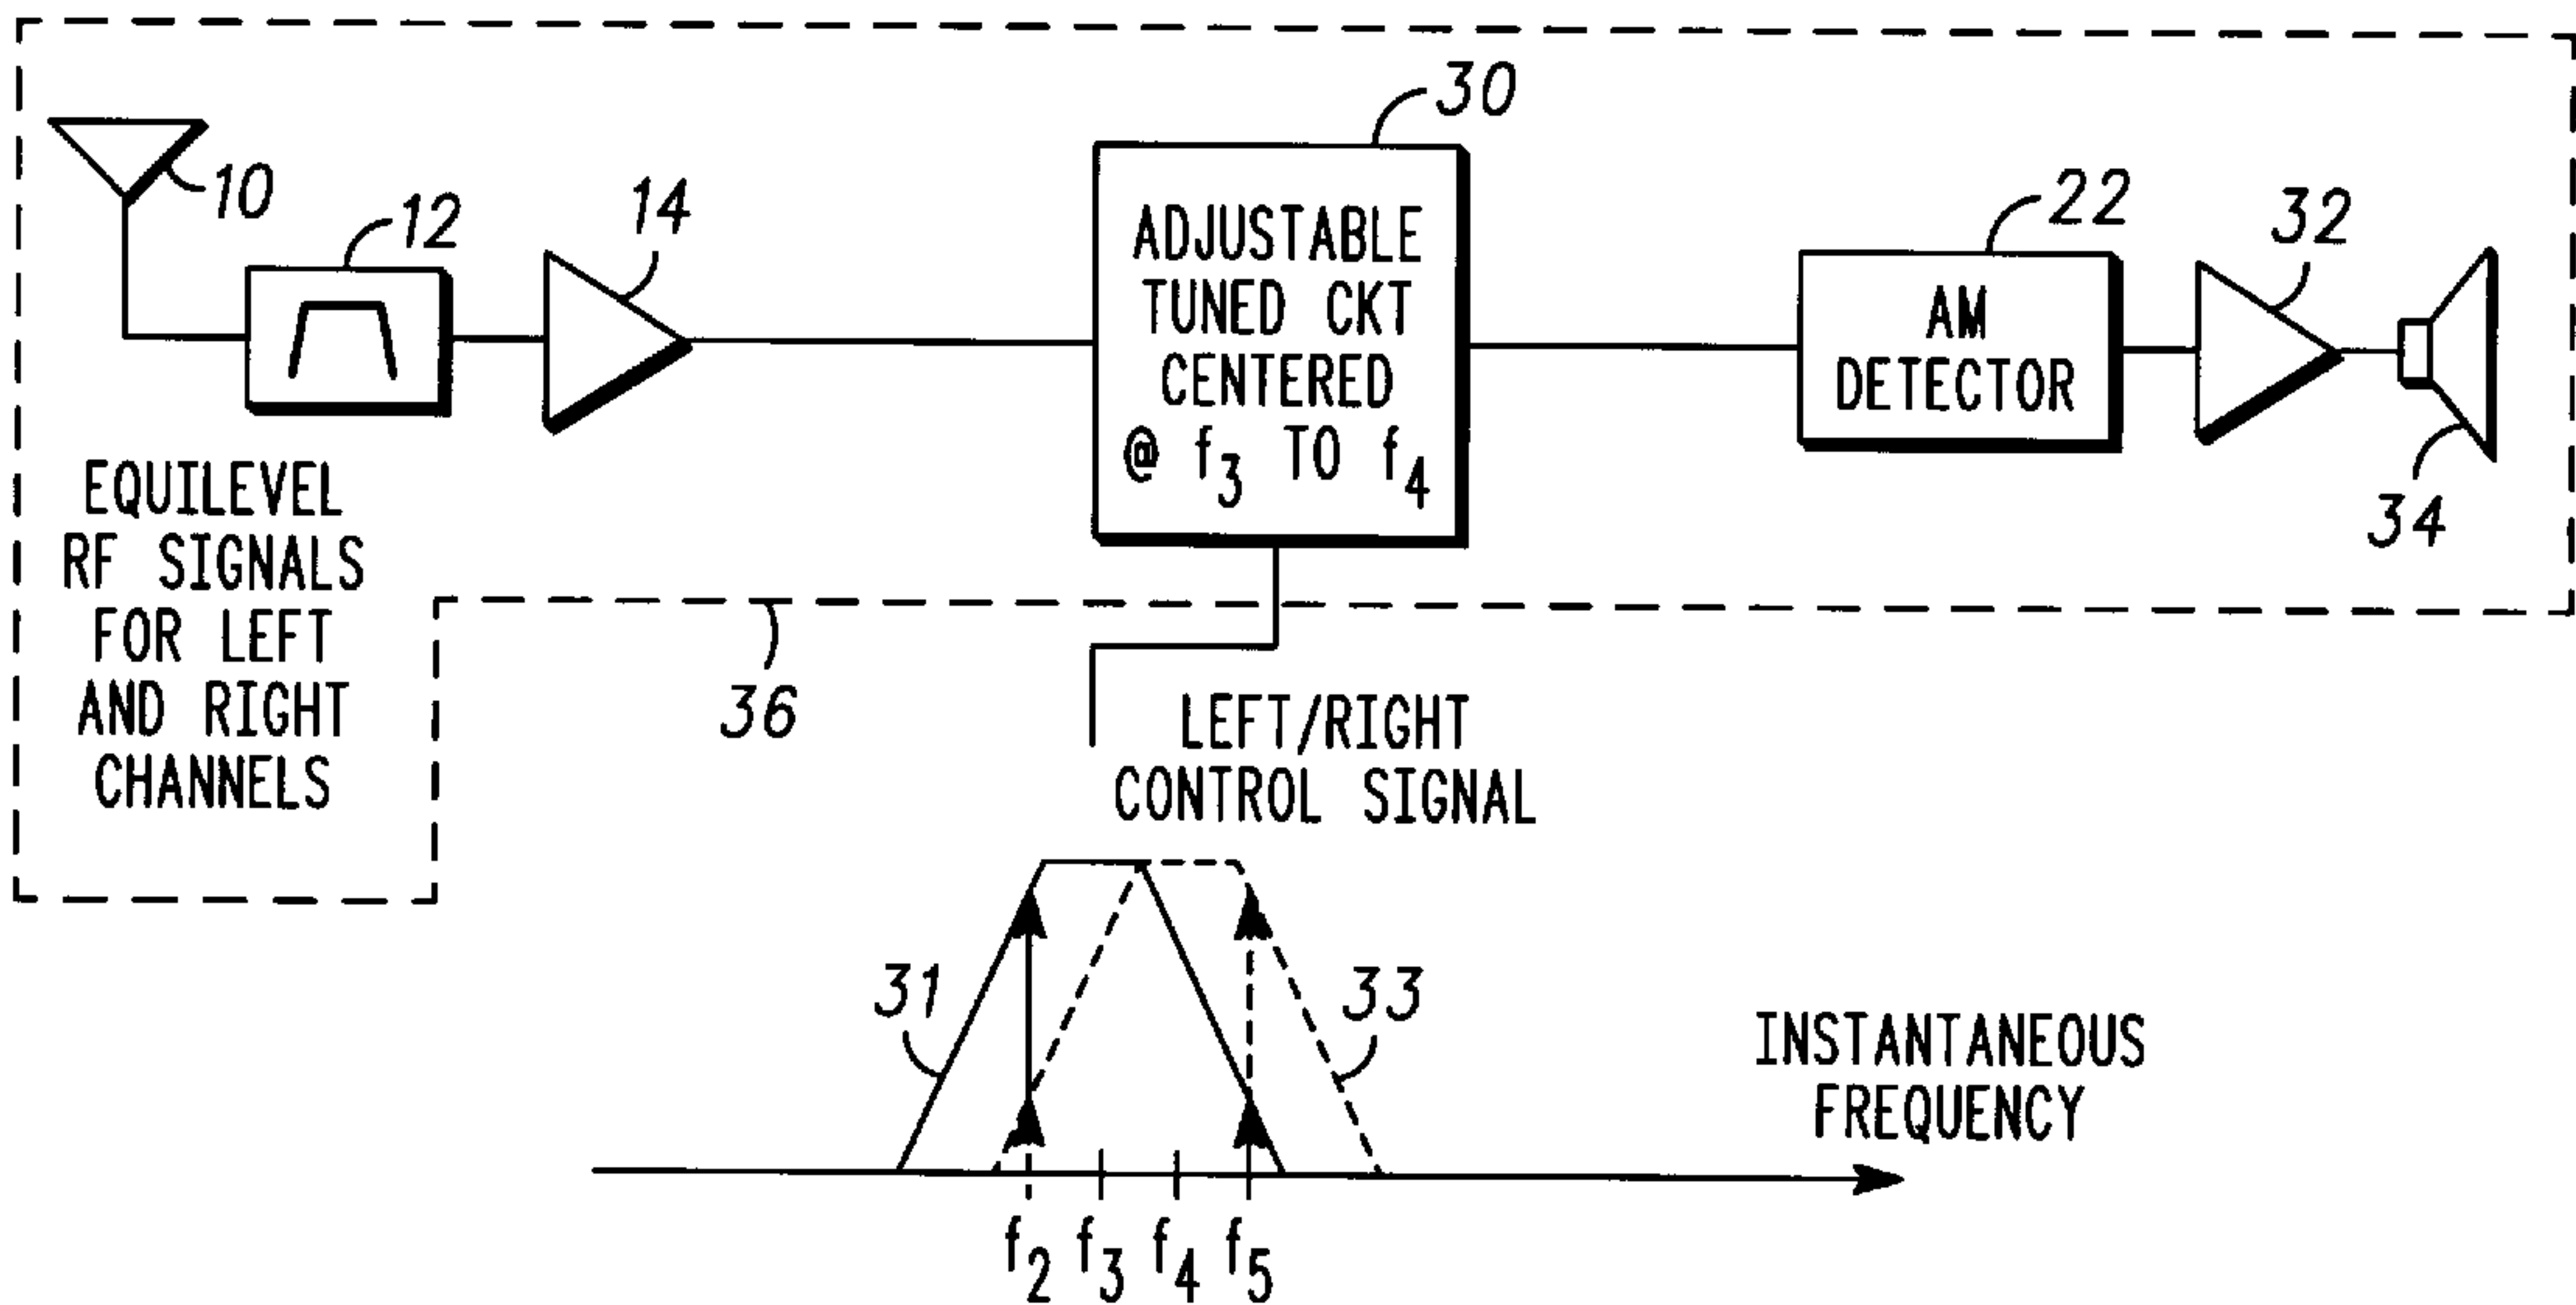 10
12
14
30
22
32
34
ADJUSTABLE
TUNED CKT
CENTERED
@ f3 TO f4
AM
DETECTOR
EQUILEVEL
RF SIGNALS
FOR LEFT
AND RIGHT
CHANNELS
36
LEFT/RIGHT
CONTROL SIGNAL
31
33
INSTANTANEOUS
FREQUENCY
f2 f3 f4 f5